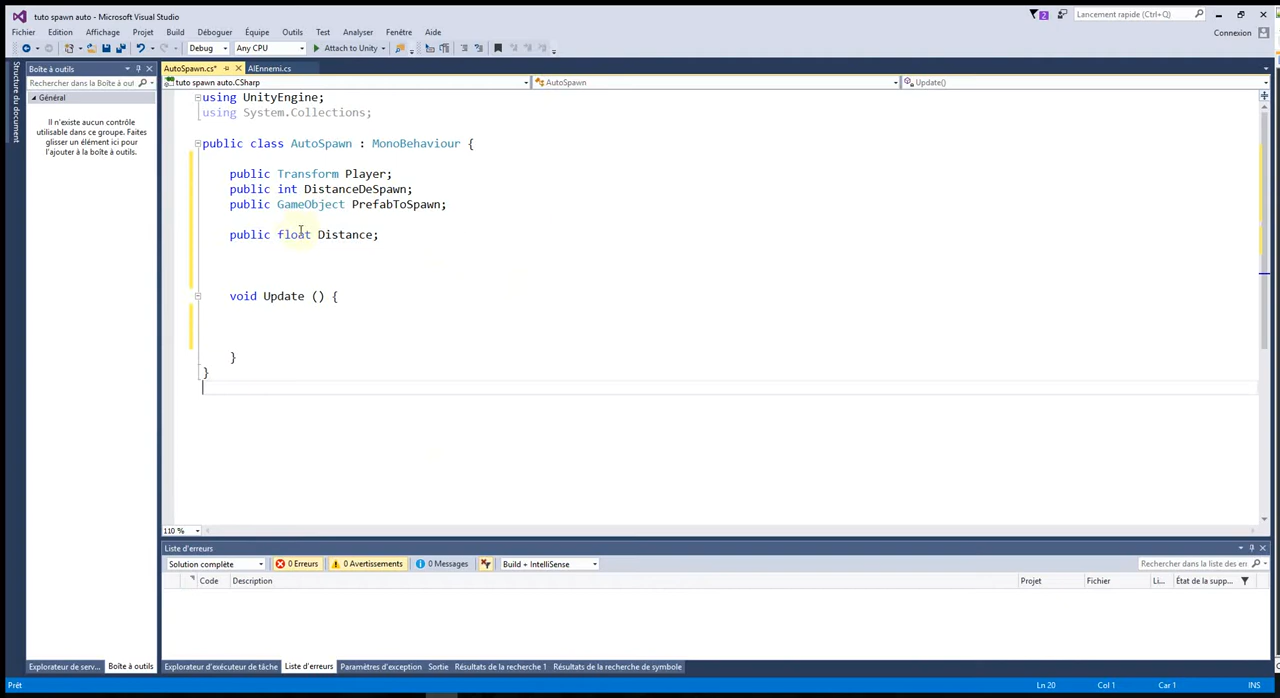 tuto spawn auto - Microsoft Visual Studio
2
Lancement rapide (Ctrl+Q)
Fichier Edition Affichage Projet Build Déboguer Équipe Outils Test Analyser Fenêtre Aide
Connexion
Debug Any CPU Attach to Unity
Structure du document
Boîte à outils
Rechercher dans la boîte à out
Général
Il n'existe aucun contrôle
utilisable dans ce groupe. Faites
glisser un élément ici pour
l'ajouter à la boîte à outils.
AutoSpawn.cs* AIEnnemi.cs
tuto spawn auto.CSharp AutoSpawn Update()
using UnityEngine;
using System.Collections;
public class AutoSpawn : MonoBehaviour {
public Transform Player;
public int DistanceDeSpawn;
public GameObject PrefabToSpawn;
public float Distance;
void Update () {
}
}
110 %
Liste d'erreurs
Solution complète 0 Erreurs 0 Avertissements 0 Messages Build + IntelliSense Rechercher dans la liste des err
Code Description Projet Fichier Li... État de la supp...
Explorateur de serv... Boîte à outils Explorateur d'exécuteur de tâche Liste d'erreurs Paramètres d'exception Sortie Résultats de la recherche 1 Résultats de la recherche de symbole
Prêt Ln 20 Col 1 Car 1 INS